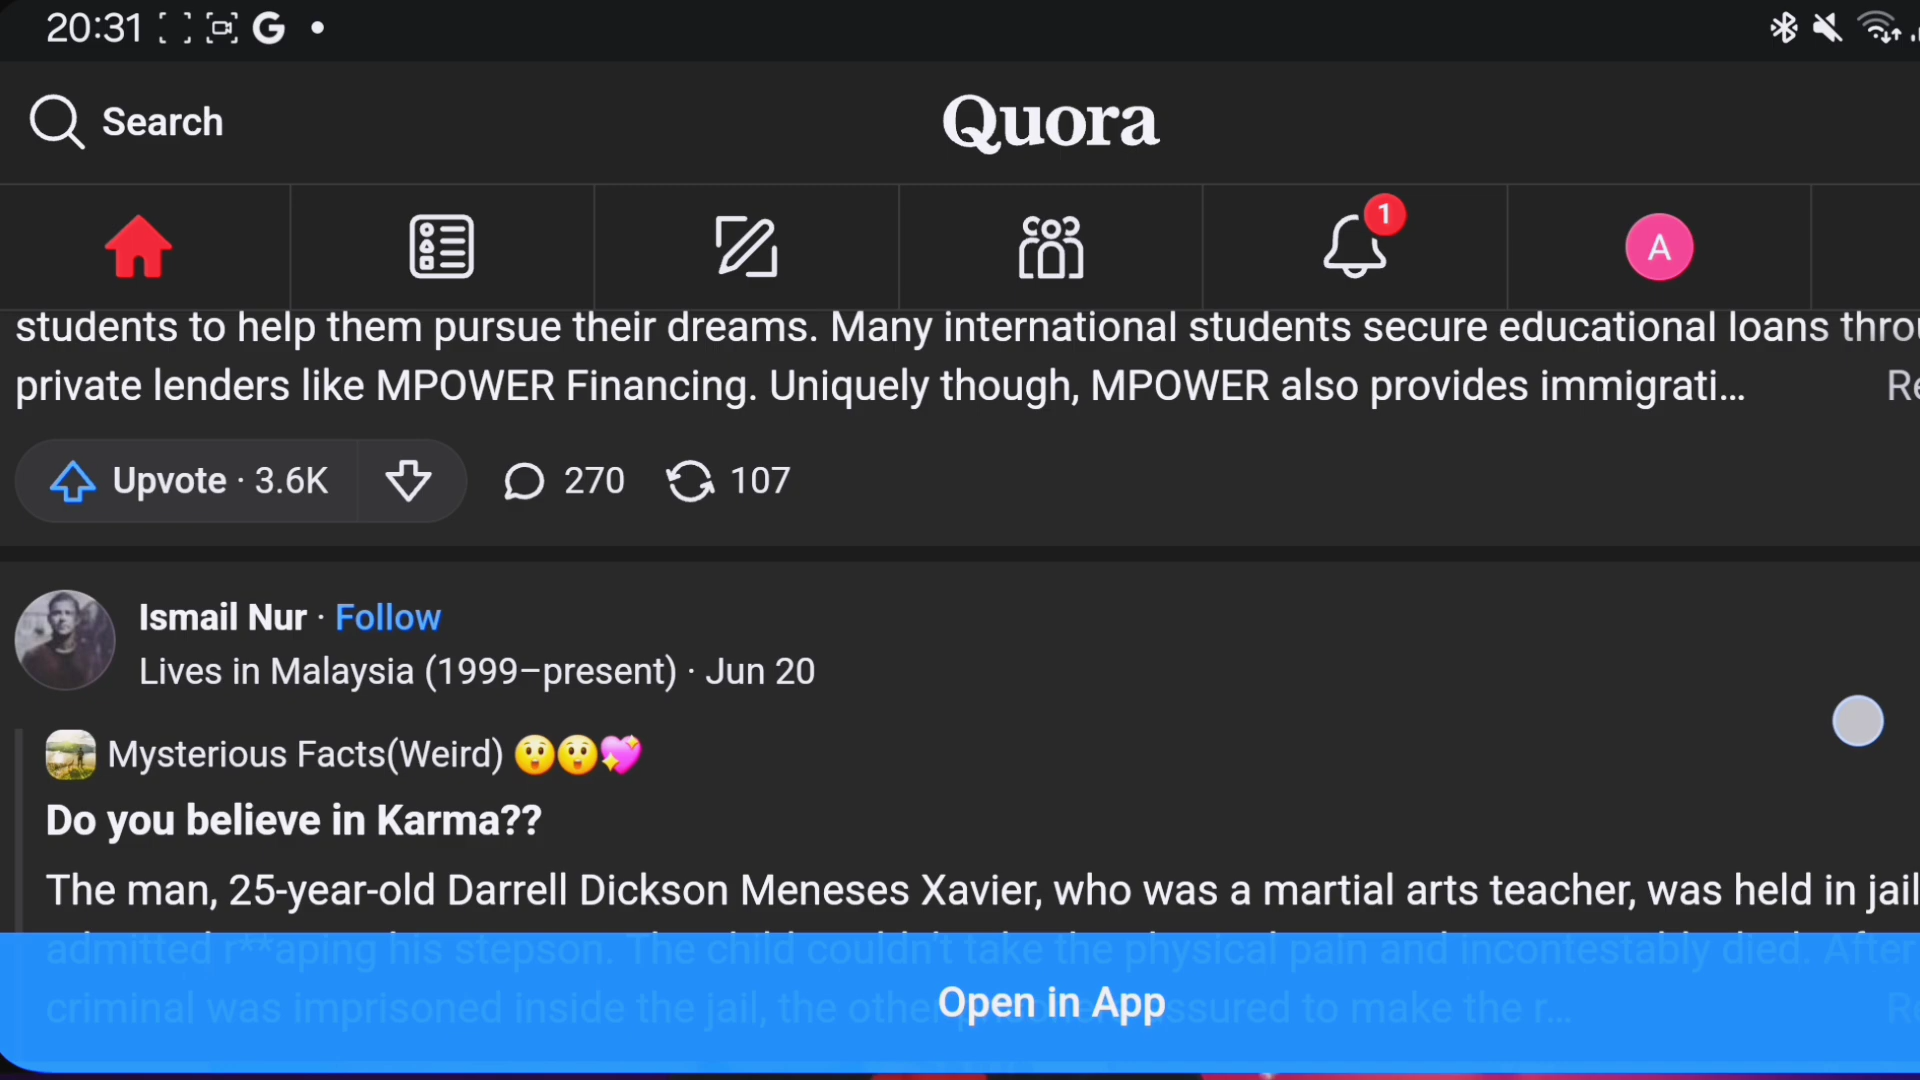 20:31
Search
Quora
1
A
students to help them pursue their dreams. Many international students secure educational loans throu
private lenders like MPOWER Financing. Uniquely though, MPOWER also provides immigrati...
Upvote · 3.6K
270
107
Ismail Nur · Follow
Lives in Malaysia (1999–present) · Jun 20
Mysterious Facts(Weird) 😲😲💖
Do you believe in Karma??
The man, 25-year-old Darrell Dickson Meneses Xavier, who was a martial arts teacher, was held in jail
admitted r**aping his stepson. The child couldn't take the physical pain and incontestably died. After
criminal was imprisoned inside the jail, the other ssured to make the r...
Open in App